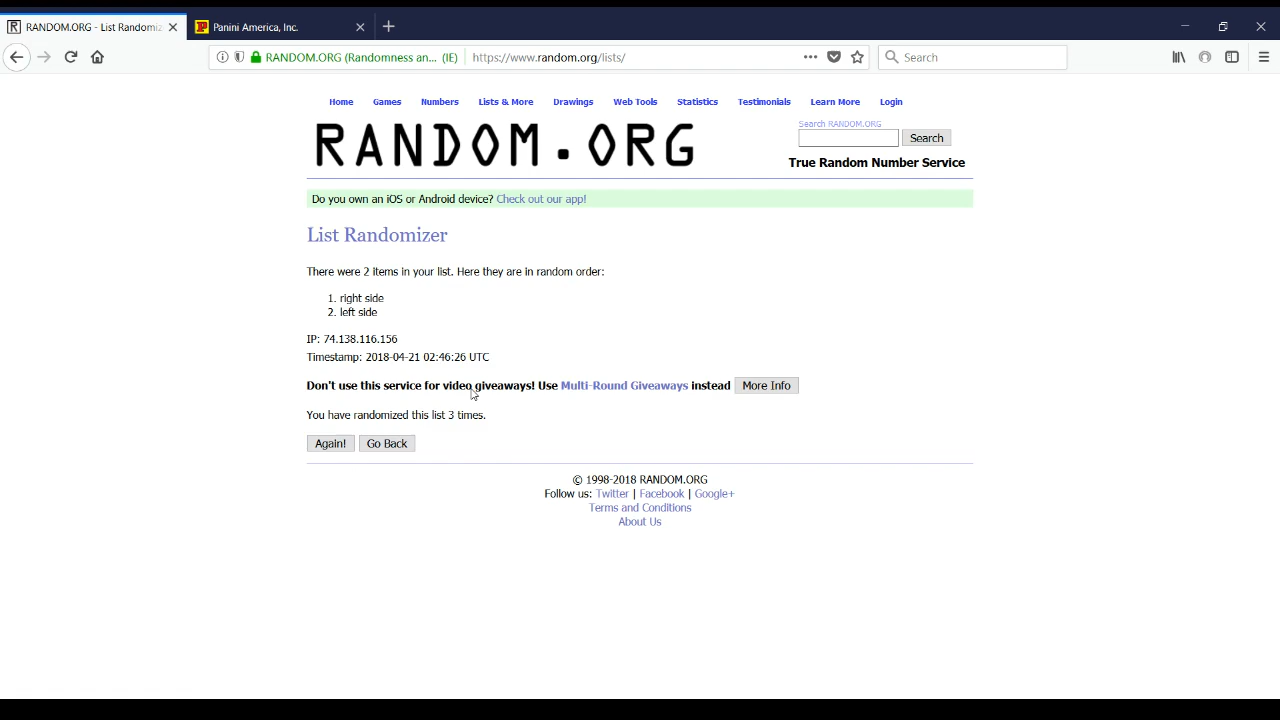 RANDOM.ORG - List Randomiz
Panini America, Inc.
RANDOM.ORG (Randomness an... (IE)
https://www.random.org/lists/
Search
Home Games Numbers Lists & More Drawings Web Tools Statistics Testimonials Learn More Login
RANDOM.ORG
Search RANDOM.ORG
Search
True Random Number Service
Do you own an iOS or Android device? Check out our app!
List Randomizer
There were 2 items in your list. Here they are in random order:
1. right side
2. left side
IP: 74.138.116.156
Timestamp: 2018-04-21 02:46:26 UTC
Don't use this service for video giveaways! Use Multi-Round Giveaways instead More Info
You have randomized this list 3 times.
Again! Go Back
© 1998-2018 RANDOM.ORG
Follow us: Twitter | Facebook | Google+
Terms and Conditions
About Us